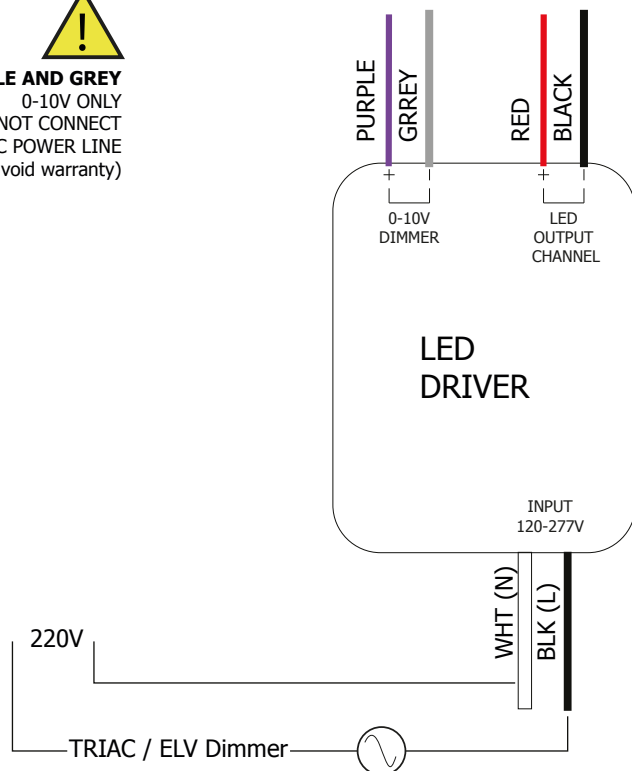 !
LE AND GREY
0-10V ONLY
NOT CONNECT
C POWER LINE
void warranty)
PURPLE
GRREY
RED
BLACK
+ −
+ −
0-10V
DIMMER
LED
OUTPUT
CHANNEL
LED
DRIVER
INPUT
120-277V
WHT (N)
BLK (L)
220V
TRIAC / ELV Dimmer